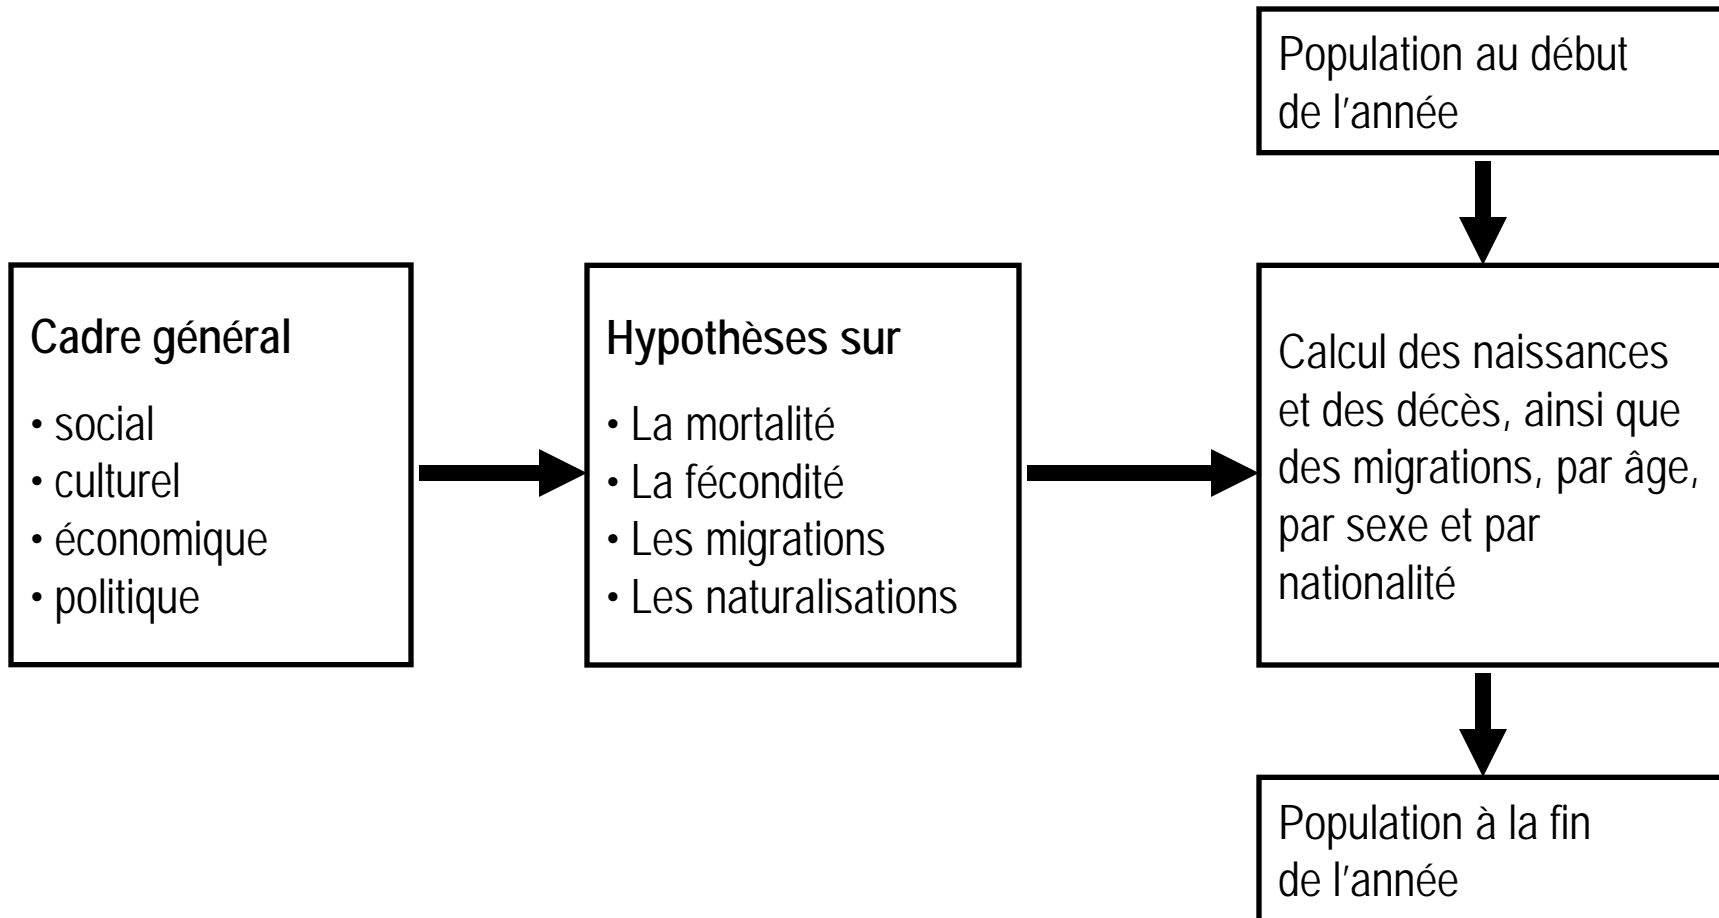 Population au début
de l’année
Cadre général
• social
• culturel
• économique
• politique
Hypothèses sur
• La mortalité
• La fécondité
• Les migrations
• Les naturalisations
Calcul des naissances
et des décès, ainsi que
des migrations, par âge,
par sexe et par
nationalité
Population à la fin
de l’année